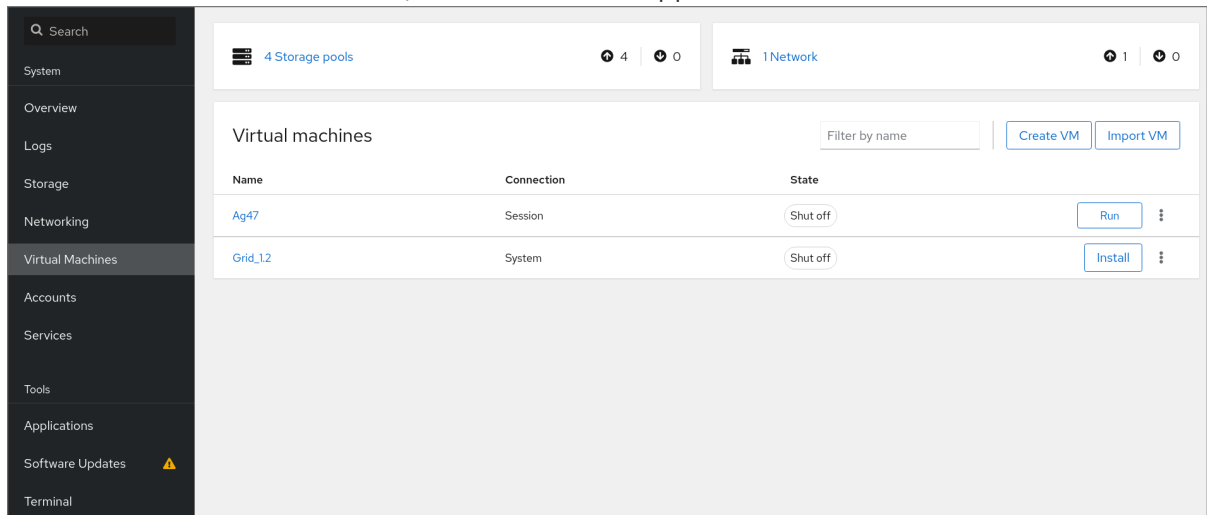 Search
System
Overview
Logs
Storage
Networking
Virtual Machines
Accounts
Services
Tools
Applications
Software Updates
Terminal
4 Storage pools 4 0
1 Network 1 0
Virtual machines Filter by name Create VM Import VM
Name Connection State
Ag47 Session Shut off Run
Grid_1.2 System Shut off Install